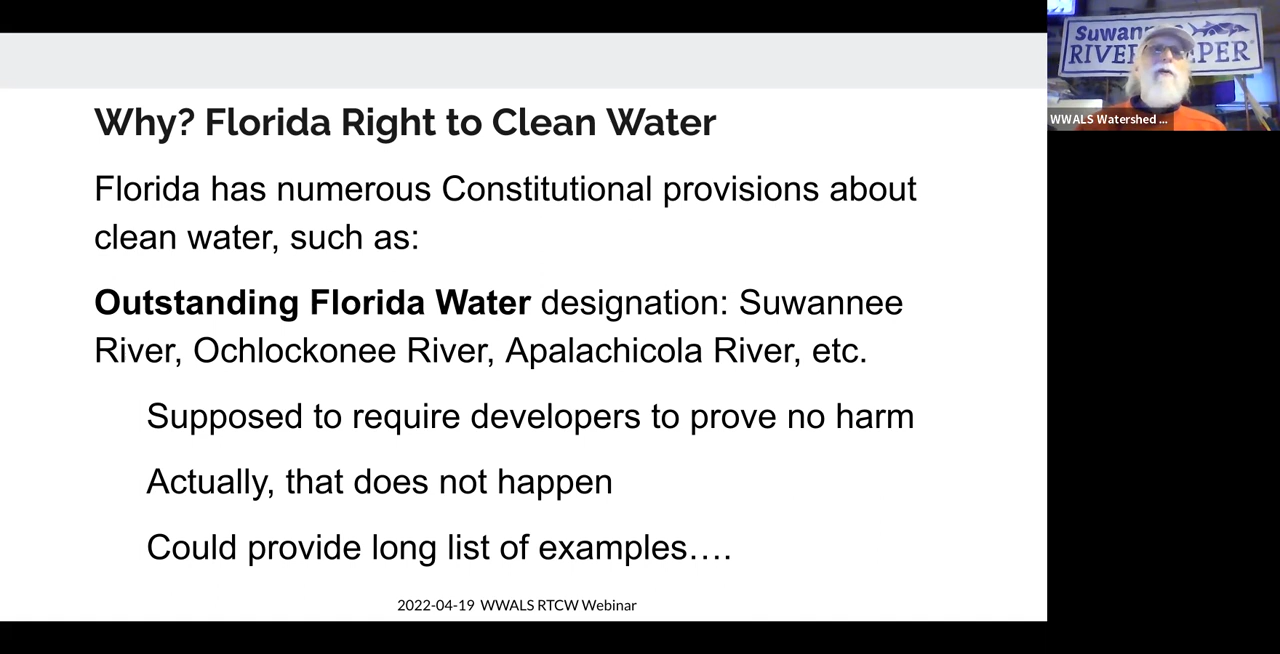 Why? Florida Right to Clean Water
Florida has numerous Constitutional provisions about
clean water, such as:
Outstanding Florida Water designation: Suwannee
River, Ochlockonee River, Apalachicola River, etc.
Supposed to require developers to prove no harm
Actually, that does not happen
Could provide long list of examples….
2022-04-19 WWALS RTCW Webinar
WWALS Watershed ...